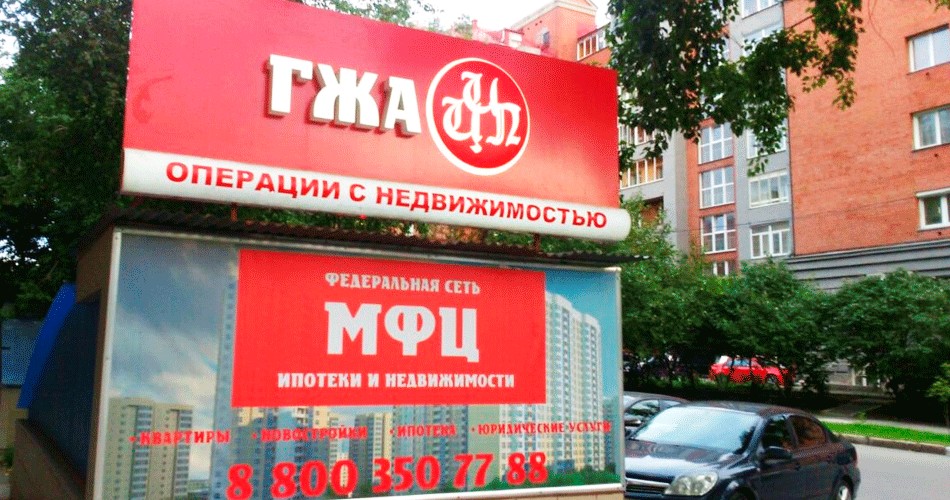 ГЖА
ОПЕРАЦИИ С НЕДВИЖИМОСТЬЮ
ФЕДЕРАЛЬНАЯ СЕТЬ
МФЦ
ИПОТЕКИ И НЕДВИЖИМОСТИ
•КВАРТИРЫ •НОВОСТРОЙКИ •ИПОТЕКА •ЮРИДИЧЕСКИЕ УСЛУГИ
8 800 350 77 88